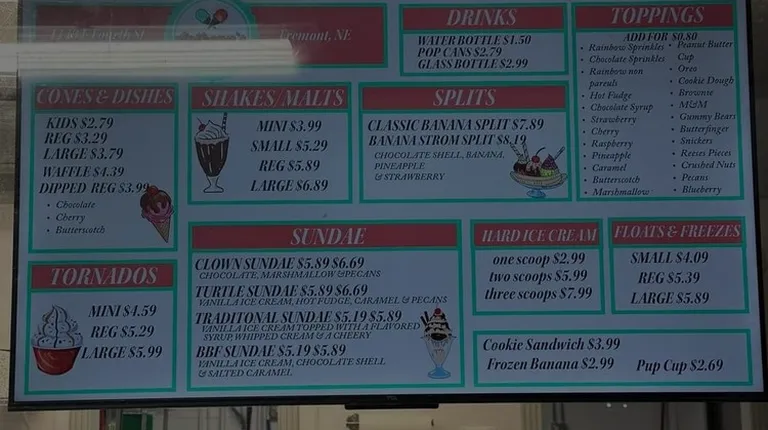 Fremont, NE
DRINKS
WATER BOTTLE $1.50
POP CANS $2.79
GLASS BOTTLE $2.99
TOPPINGS
ADD FOR $0.80
Rainbow Sprinkles
Chocolate Sprinkles
Rainbow non
pareuls
Hot Fudge
Chocolate Syrup
Strawberry
Cherry
Raspberry
Pineapple
Caramel
Butterscotch
Marshmallow
Peanut Butter
Cup
Oreo
Cookie Dough
Brownie
M&M
Gummy Bears
Butterfinger
Snickers
Reeses Pieces
Crushed Nuts
Pecans
Blueberry
CONES & DISHES
KIDS $2.79
REG $3.29
LARGE $3.79
WAFFLE $4.39
DIPPED REG $3.99
Chocolate
Cherry
Butterscotch
SHAKES/MALTS
MINI $3.99
SMALL $5.29
REG $5.89
LARGE $6.89
SPLITS
CLASSIC BANANA SPLIT $7.89
BANANA STROM SPLIT
CHOCOLATE SHELL, BANANA,
PINEAPPLE
& STRAWBERRY
TORNADOS
MINI $4.59
REG $5.29
LARGE $5.99
SUNDAE
CLOWN SUNDAE $5.89 $6.69
CHOCOLATE, MARSHMALLOW & PECANS
TURTLE SUNDAE $5.89 $6.69
VANILLA ICE CREAM, HOT FUDGE, CARAMEL & PECANS
TRADITONAL SUNDAE $5.19 $5.89
VANILLA ICE CREAM TOPPED WITH A FLAVORED
SYRUP, WHIPPED CREAM & A CHEERY
BBF SUNDAE $5.19 $5.89
VANILLA ICE CREAM, CHOCOLATE SHELL
& SALTED CARAMEL
HARD ICE CREAM
one scoop $2.99
two scoops $5.99
three scoops $7.99
FLOATS & FREEZES
SMALL $4.09
REG $5.39
LARGE $5.89
Cookie Sandwich $3.99
Frozen Banana $2.99
Pup Cup $2.69
TCL